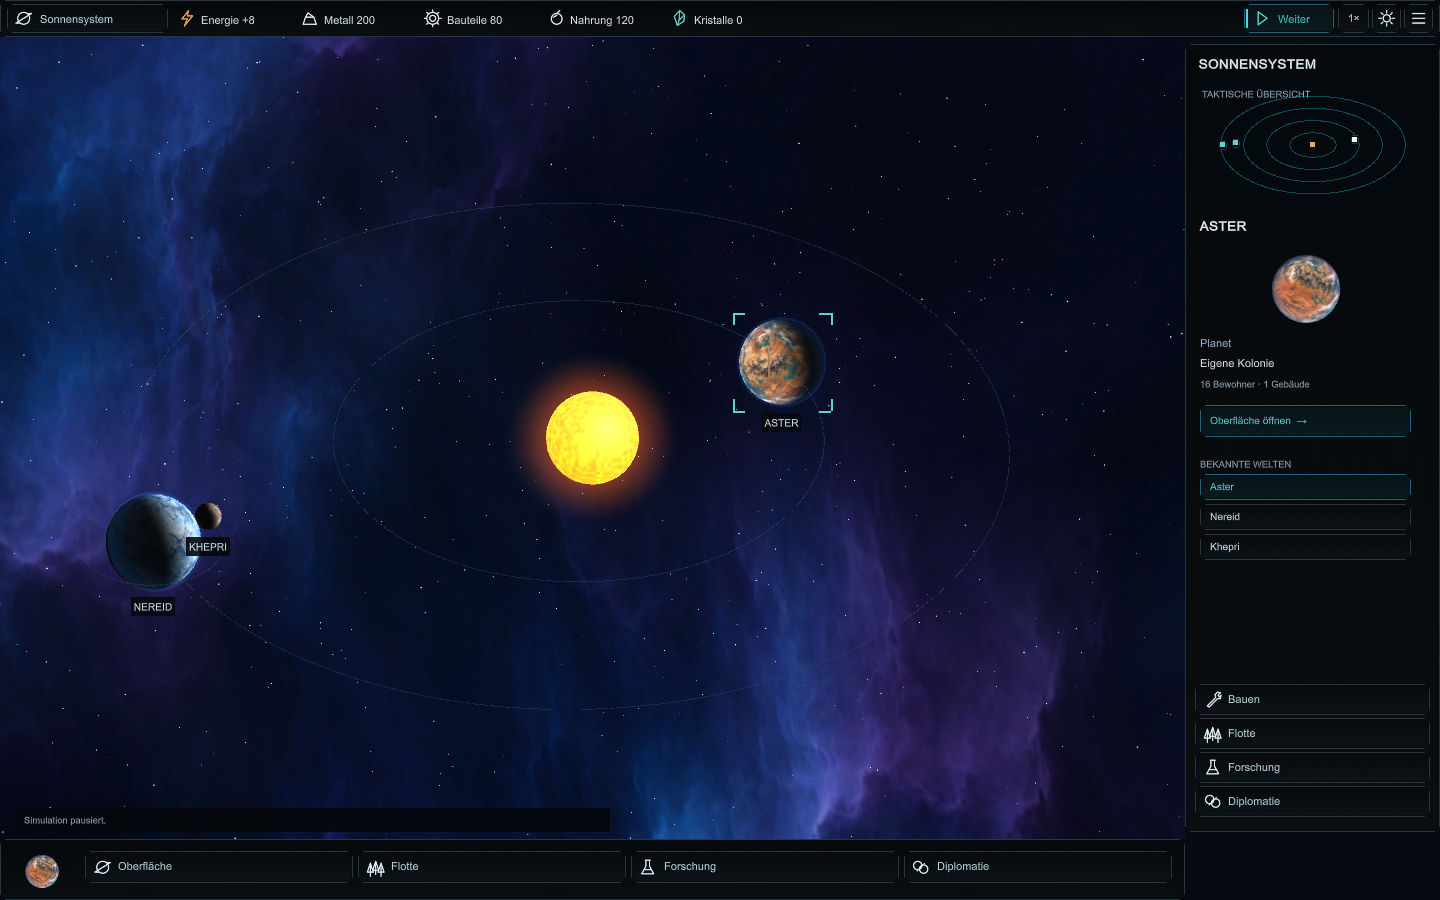 Sonnensystem
Energie +8
Metall 200
Bauteile 80
Nahrung 120
Kristalle 0
Weiter
1×
SONNENSYSTEM
TAKTISCHE ÜBERSICHT
ASTER
Planet
Eigene Kolonie
16 Bewohner · 1 Gebäude
Oberfläche öffnen →
BEKANNTE WELTEN
Aster
Nereid
Khepri
Bauen
Flotte
Forschung
Diplomatie
ASTER
KHEPRI
NEREID
Simulation pausiert.
Oberfläche
Flotte
Forschung
Diplomatie